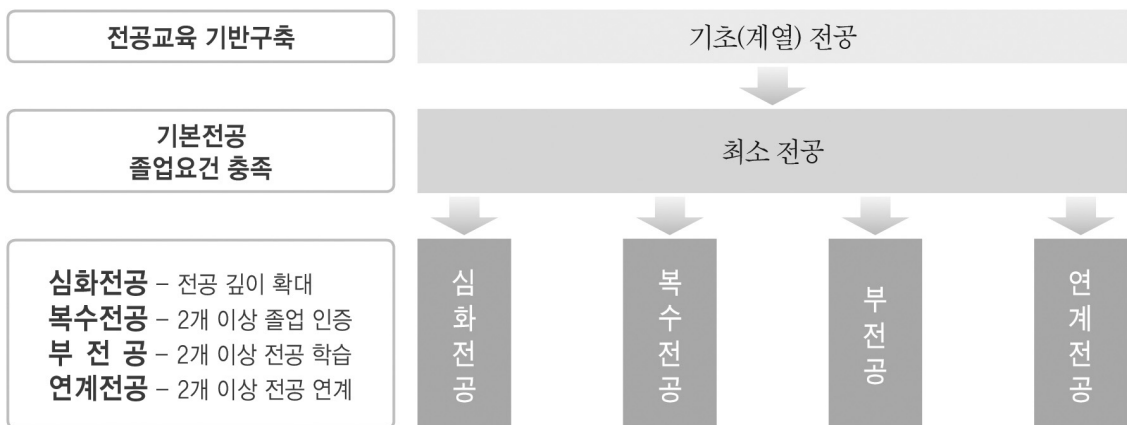 전공교육 기반구축
기초(계열) 전공
기본전공
졸업요건 충족
최소 전공
심화전공 – 전공 깊이 확대
복수전공 – 2개 이상 졸업 인증
부 전 공 – 2개 이상 전공 학습
연계전공 – 2개 이상 전공 연계
심화전공
복수전공
부전공
연계전공